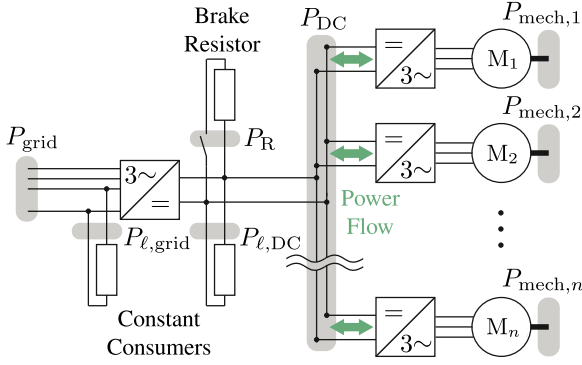 Brake
Resistor
P_DC
P_mech,1
=
3~
M_1
P_R
P_mech,2
=
3~
M_2
P_grid
3~
=
Power
Flow
P_ℓ,grid
P_ℓ,DC
Constant
Consumers
P_mech,n
=
3~
M_n